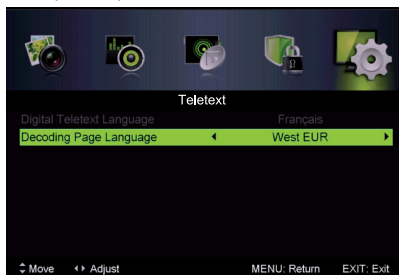 Teletext
Digital Teletext Language Français
Decoding Page Language West EUR
Move Adjust MENU: Return EXIT: Exit